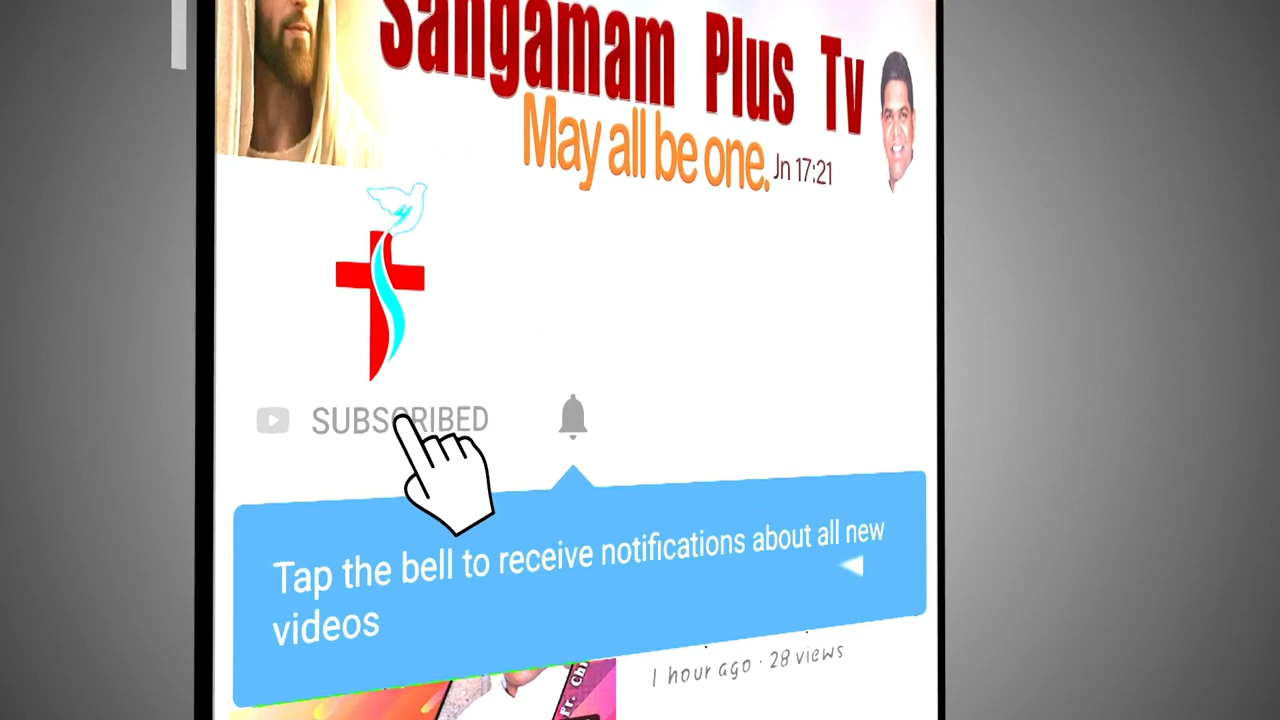 Sangamam Plus Tv
May all be one. Jn 17:21
SUBSCRIBED
Tap the bell to receive notifications about all new
videos
1 hour ago · 28 views
Fr.